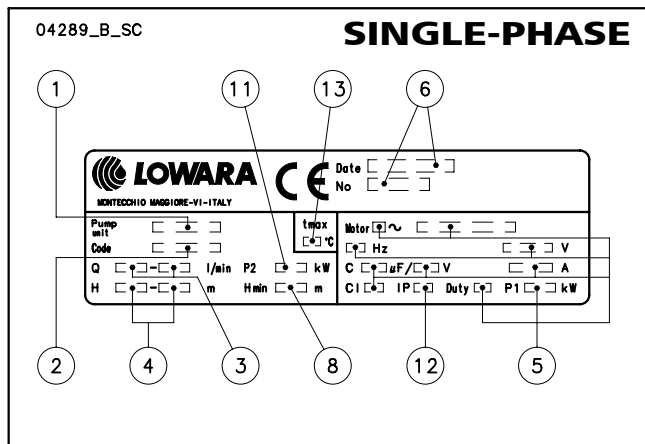 04289_B_SC
SINGLE-PHASE
1
11
13
6
LOWARA
CE
Date
No
MONTECCHIO MAGGIORE-VI-ITALY
Pump unit
tmax
°C
Motor ~
Code
Hz V
Q - l/min P2 kW
C µF/ V A
H - m Hmin m
Cl IP Duty P1 kW
2
4
3
8
12
5